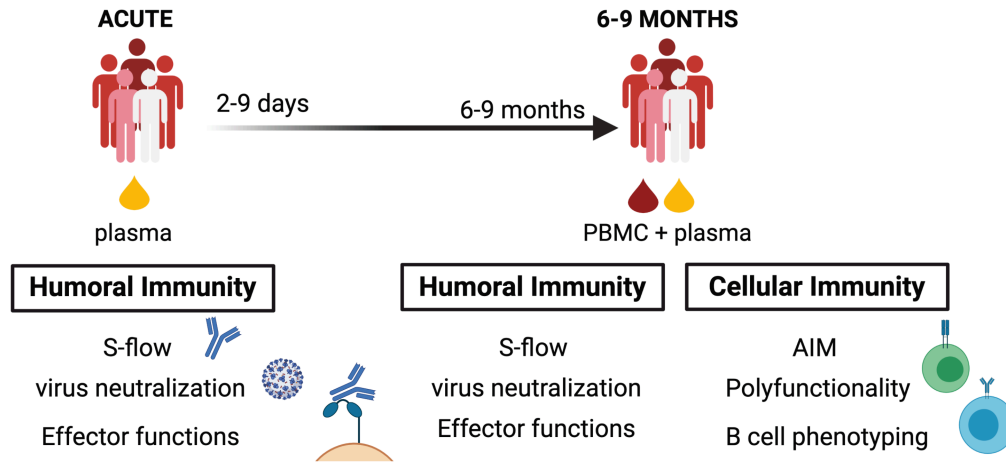 ACUTE
6-9 MONTHS
2-9 days
6-9 months
plasma
PBMC + plasma
Humoral Immunity
Humoral Immunity
Cellular Immunity
S-flow
S-flow
AIM
virus neutralization
virus neutralization
Polyfunctionality
Effector functions
Effector functions
B cell phenotyping